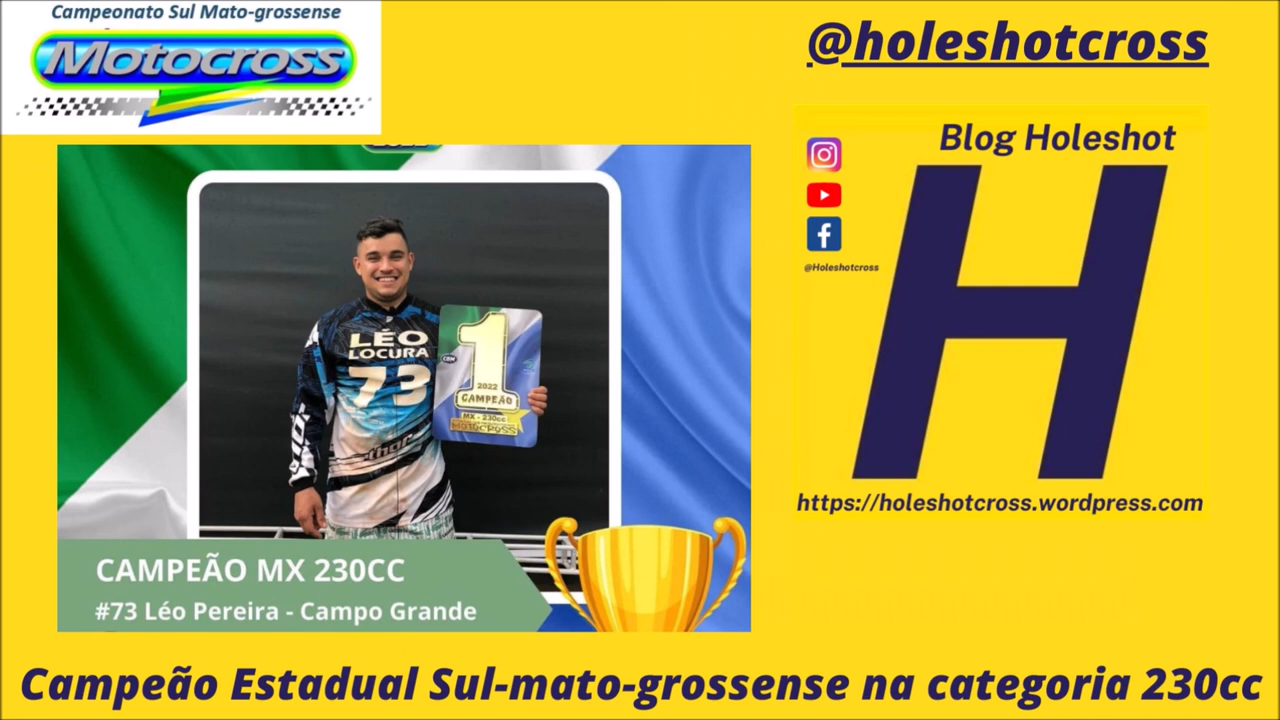 Campeonato Sul Mato-grossense
Motocross
@holeshotcross
Blog Holeshot
@Holeshotcross
H
https://holeshotcross.wordpress.com
LÉO
LOCURA
73
thor
1
2022
CAMPEÃO
MX - 230cc
MOTOCROSS
CAMPEÃO MX 230CC
#73 Léo Pereira - Campo Grande
Campeão Estadual Sul-mato-grossense na categoria 230cc